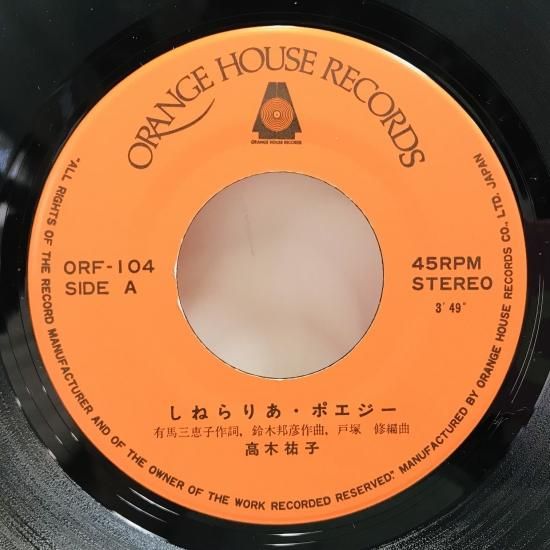 ORANGE HOUSE RECORDS
ORANGE HOUSE RECORDS
ORF-104
SIDE A
45RPM
STEREO
3′49″
しねらりあ・ポエジー
有馬三恵子作詞, 鈴木邦彦作曲, 戸塚 修編曲
高木祐子
"ALL RIGHTS OF THE RECORD MANUFACTURER AND OF THE OWNER OF THE WORK RECORDED RESERVED." MANUFACTURED BY ORANGE HOUSE RECORDS CO., LTD. JAPAN